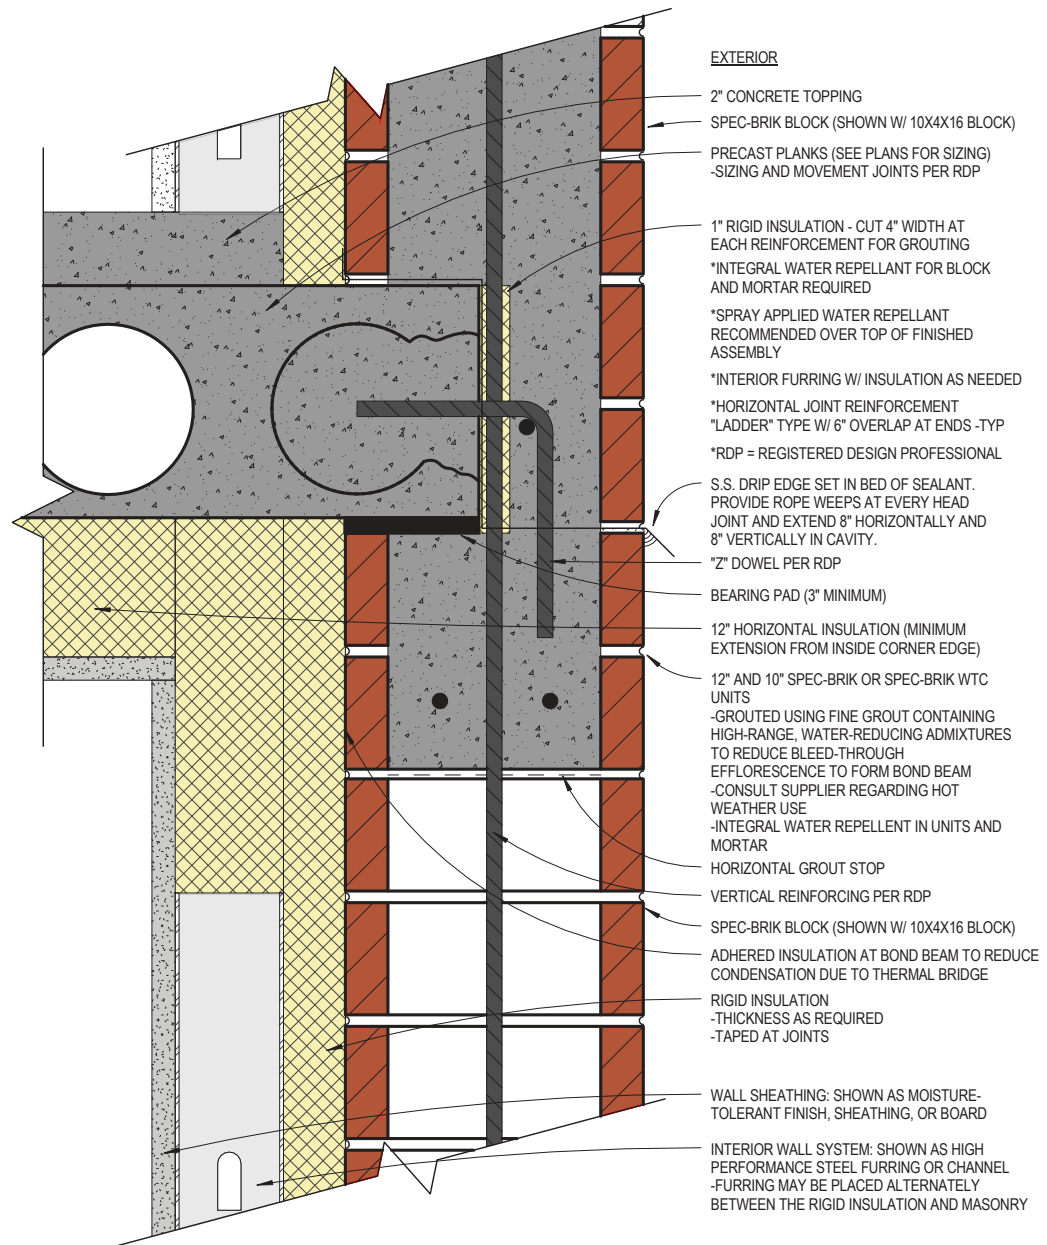 EXTERIOR
2" CONCRETE TOPPING
SPEC-BRIK BLOCK (SHOWN W/ 10X4X16 BLOCK)
PRECAST PLANKS (SEE PLANS FOR SIZING)
-SIZING AND MOVEMENT JOINTS PER RDP
1" RIGID INSULATION - CUT 4" WIDTH AT
EACH REINFORCEMENT FOR GROUTING
*INTEGRAL WATER REPELLANT FOR BLOCK
AND MORTAR REQUIRED
*SPRAY APPLIED WATER REPELLANT
RECOMMENDED OVER TOP OF FINISHED
ASSEMBLY
*INTERIOR FURRING W/ INSULATION AS NEEDED
*HORIZONTAL JOINT REINFORCEMENT
"LADDER" TYPE W/ 6" OVERLAP AT ENDS -TYP
*RDP = REGISTERED DESIGN PROFESSIONAL
S.S. DRIP EDGE SET IN BED OF SEALANT.
PROVIDE ROPE WEEPS AT EVERY HEAD
JOINT AND EXTEND 8" HORIZONTALLY AND
8" VERTICALLY IN CAVITY.
"Z" DOWEL PER RDP
BEARING PAD (3" MINIMUM)
12" HORIZONTAL INSULATION (MINIMUM
EXTENSION FROM INSIDE CORNER EDGE)
12" AND 10" SPEC-BRIK OR SPEC-BRIK WTC
UNITS
-GROUTED USING FINE GROUT CONTAINING
HIGH-RANGE, WATER-REDUCING ADMIXTURES
TO REDUCE BLEED-THROUGH
EFFLORESCENCE TO FORM BOND BEAM
-CONSULT SUPPLIER REGARDING HOT
WEATHER USE
-INTEGRAL WATER REPELLENT IN UNITS AND
MORTAR
HORIZONTAL GROUT STOP
VERTICAL REINFORCING PER RDP
SPEC-BRIK BLOCK (SHOWN W/ 10X4X16 BLOCK)
ADHERED INSULATION AT BOND BEAM TO REDUCE
CONDENSATION DUE TO THERMAL BRIDGE
RIGID INSULATION
-THICKNESS AS REQUIRED
-TAPED AT JOINTS
WALL SHEATHING: SHOWN AS MOISTURE-
TOLERANT FINISH, SHEATHING, OR BOARD
INTERIOR WALL SYSTEM: SHOWN AS HIGH
PERFORMANCE STEEL FURRING OR CHANNEL
-FURRING MAY BE PLACED ALTERNATELY
BETWEEN THE RIGID INSULATION AND MASONRY